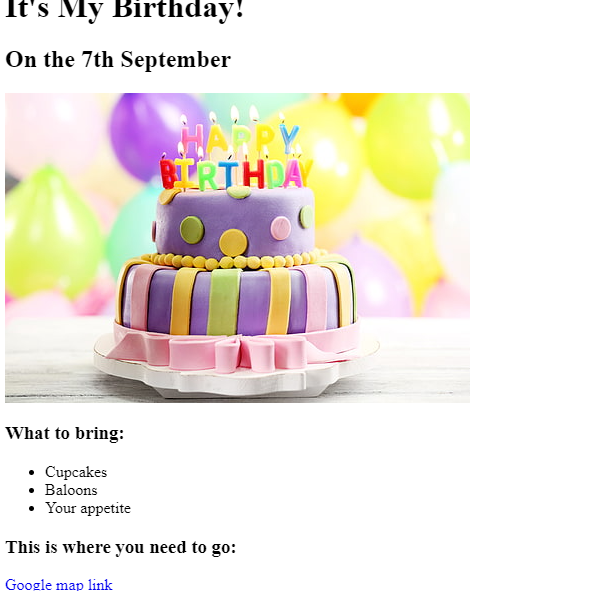 It's My Birthday!
On the 7th September
HAPPY
BIRTHDAY
What to bring:
Cupcakes
Baloons
Your appetite
This is where you need to go:
Google map link